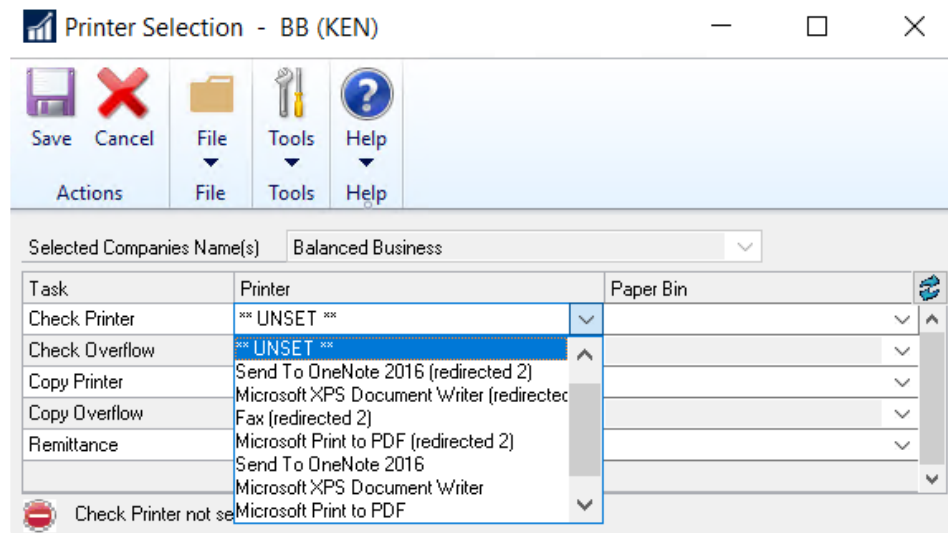 Printer Selection - BB (KEN)
Save Cancel File Tools Help
Actions File Tools Help
Selected Companies Name(s) Balanced Business
Task Printer Paper Bin
Check Printer ** UNSET **
Check Overflow ** UNSET **
Send To OneNote 2016 (redirected 2)
Copy Printer Microsoft XPS Document Writer (redirected
Copy Overflow Fax (redirected 2)
Remittance Microsoft Print to PDF (redirected 2)
Send To OneNote 2016
Microsoft XPS Document Writer
Check Printer not se Microsoft Print to PDF